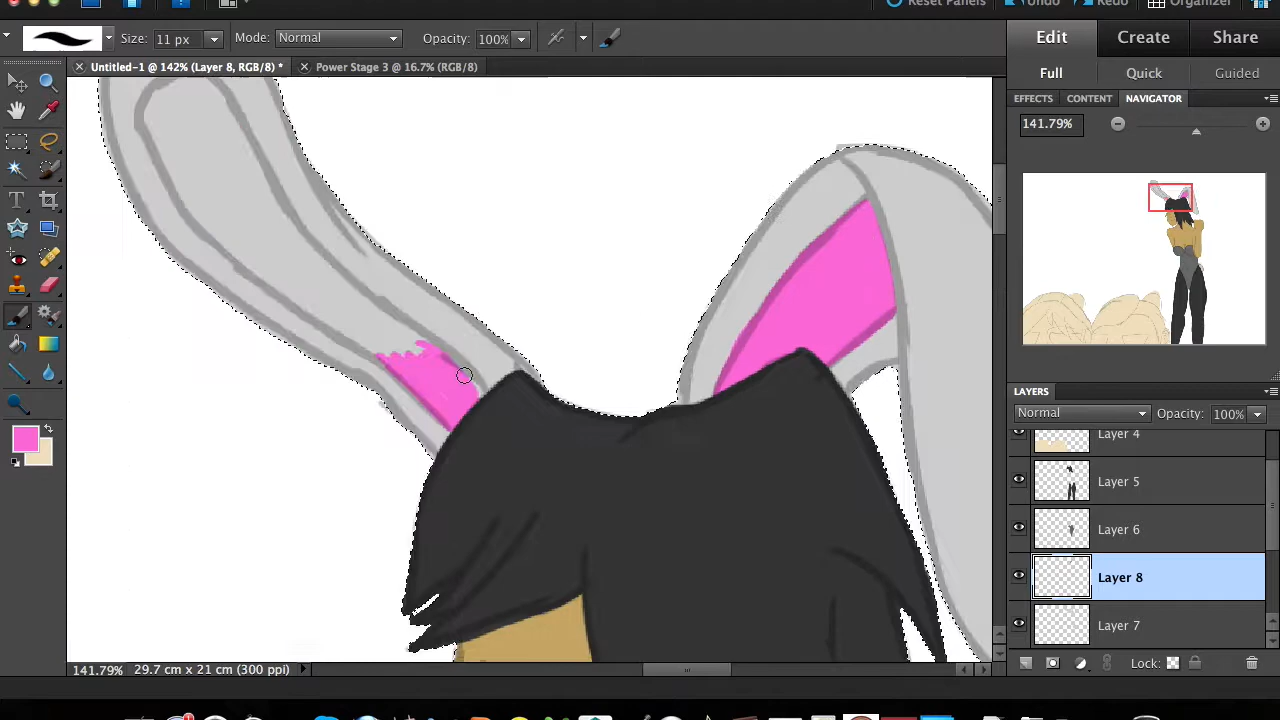 Reset Panels Undo Redo Organizer
Size: 11 px Mode: Normal Opacity: 100%
Edit Create Share
Untitled-1 @ 142% (Layer 8, RGB/8) * Power Stage 3 @ 16.7% (RGB/8)
Full Quick Guided
EFFECTS CONTENT NAVIGATOR
141.79%
LAYERS
Normal Opacity: 100%
Layer 4
Layer 5
Layer 6
Layer 8
Layer 7
Lock:
141.79% 29.7 cm x 21 cm (300 ppi)